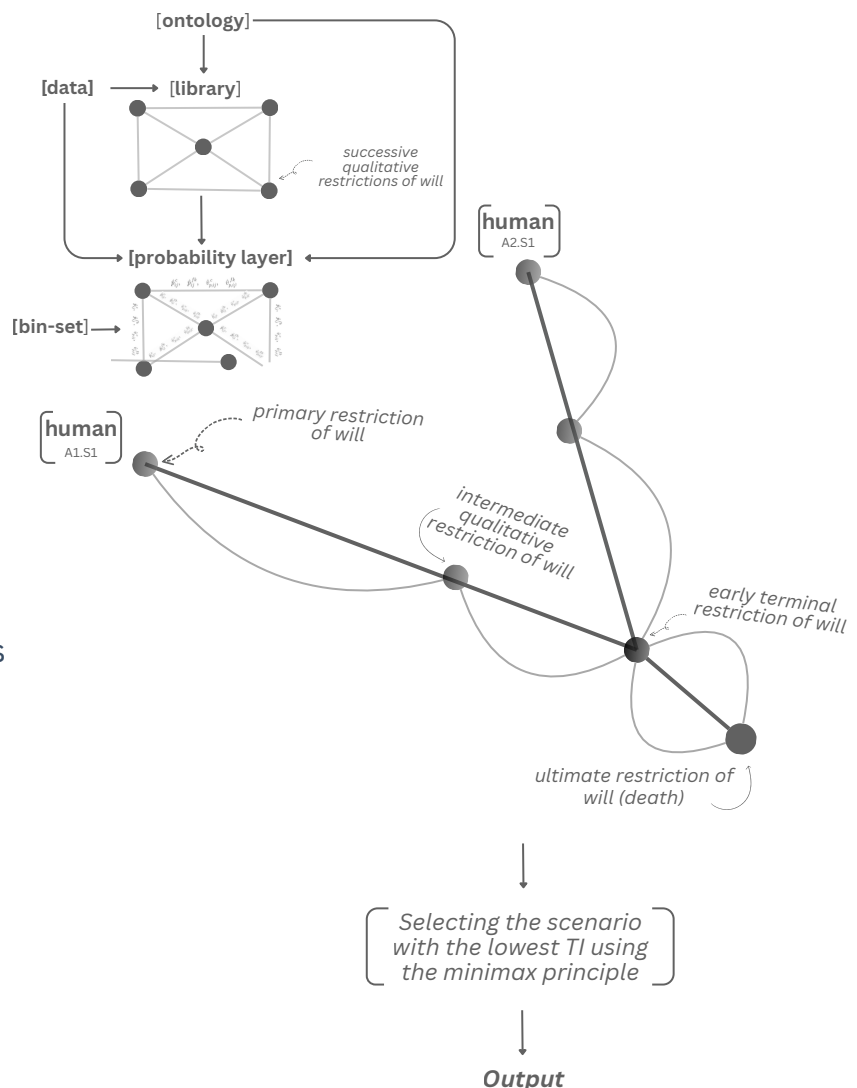 [ontology]
[data]
[library]
successive
qualitative
restrictions of will
[probability layer]
[bin-set]
human
A2.S1
human
A1.S1
primary restriction
of will
intermediate
qualitative
restriction of will
early terminal
restriction of will
s
ultimate restriction of
will (death)
Selecting the scenario
with the lowest TI using
the minimax principle
Output